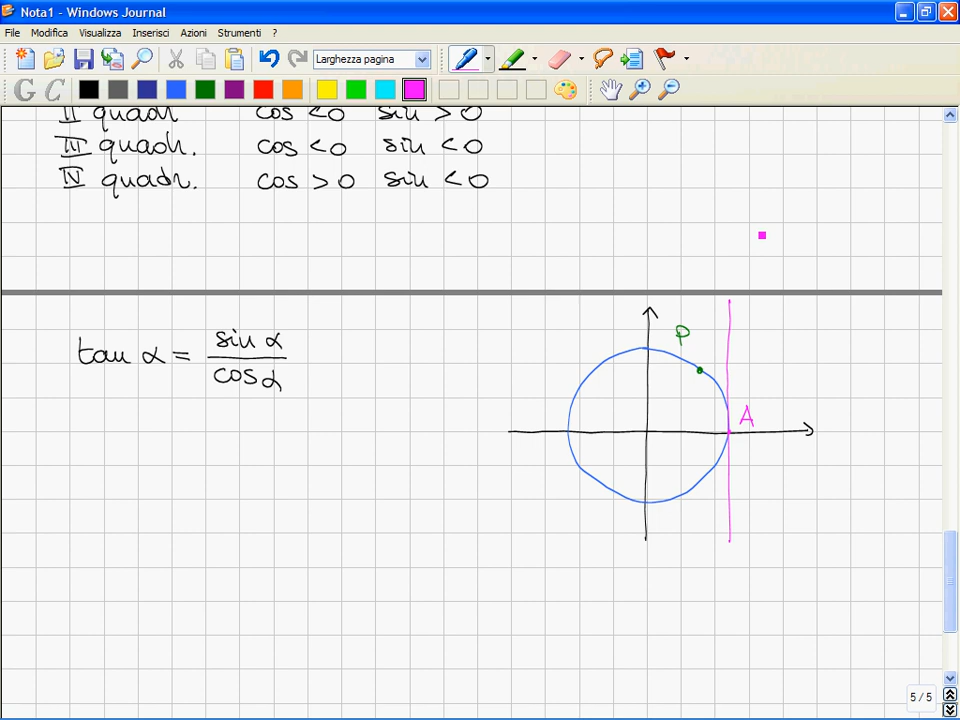 Nota1 - Windows Journal
File Modifica Visualizza Inserisci Azioni Strumenti ?
Larghezza pagina
G C
II quadr cos <0 sin >0
III quadr. cos <0 sin <0
IV quadr. cos >0 sin <0
tan α = sin α / cos α
P
A
5 / 5